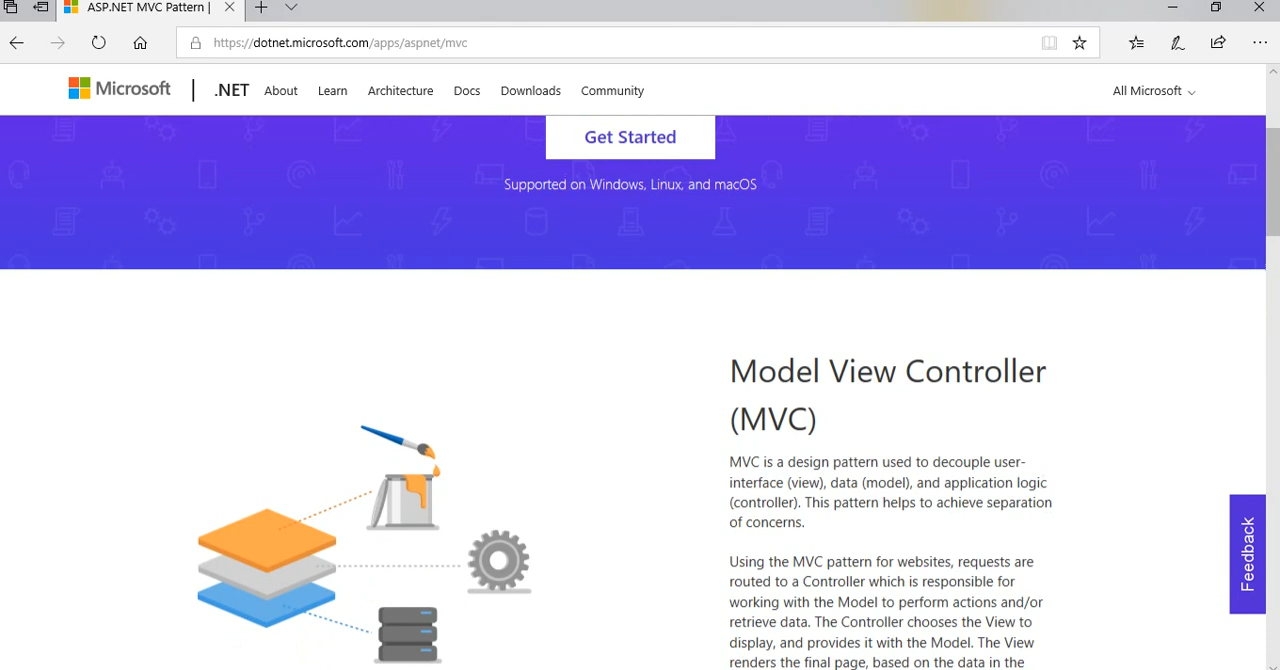 ASP.NET MVC Pattern |
https://dotnet.microsoft.com/apps/aspnet/mvc
Microsoft | .NET About Learn Architecture Docs Downloads Community All Microsoft
Get Started
Supported on Windows, Linux, and macOS
Model View Controller
(MVC)
MVC is a design pattern used to decouple user-
interface (view), data (model), and application logic
(controller). This pattern helps to achieve separation
of concerns.
Using the MVC pattern for websites, requests are
routed to a Controller which is responsible for
working with the Model to perform actions and/or
retrieve data. The Controller chooses the View to
display, and provides it with the Model. The View
renders the final page, based on the data in the
Feedback